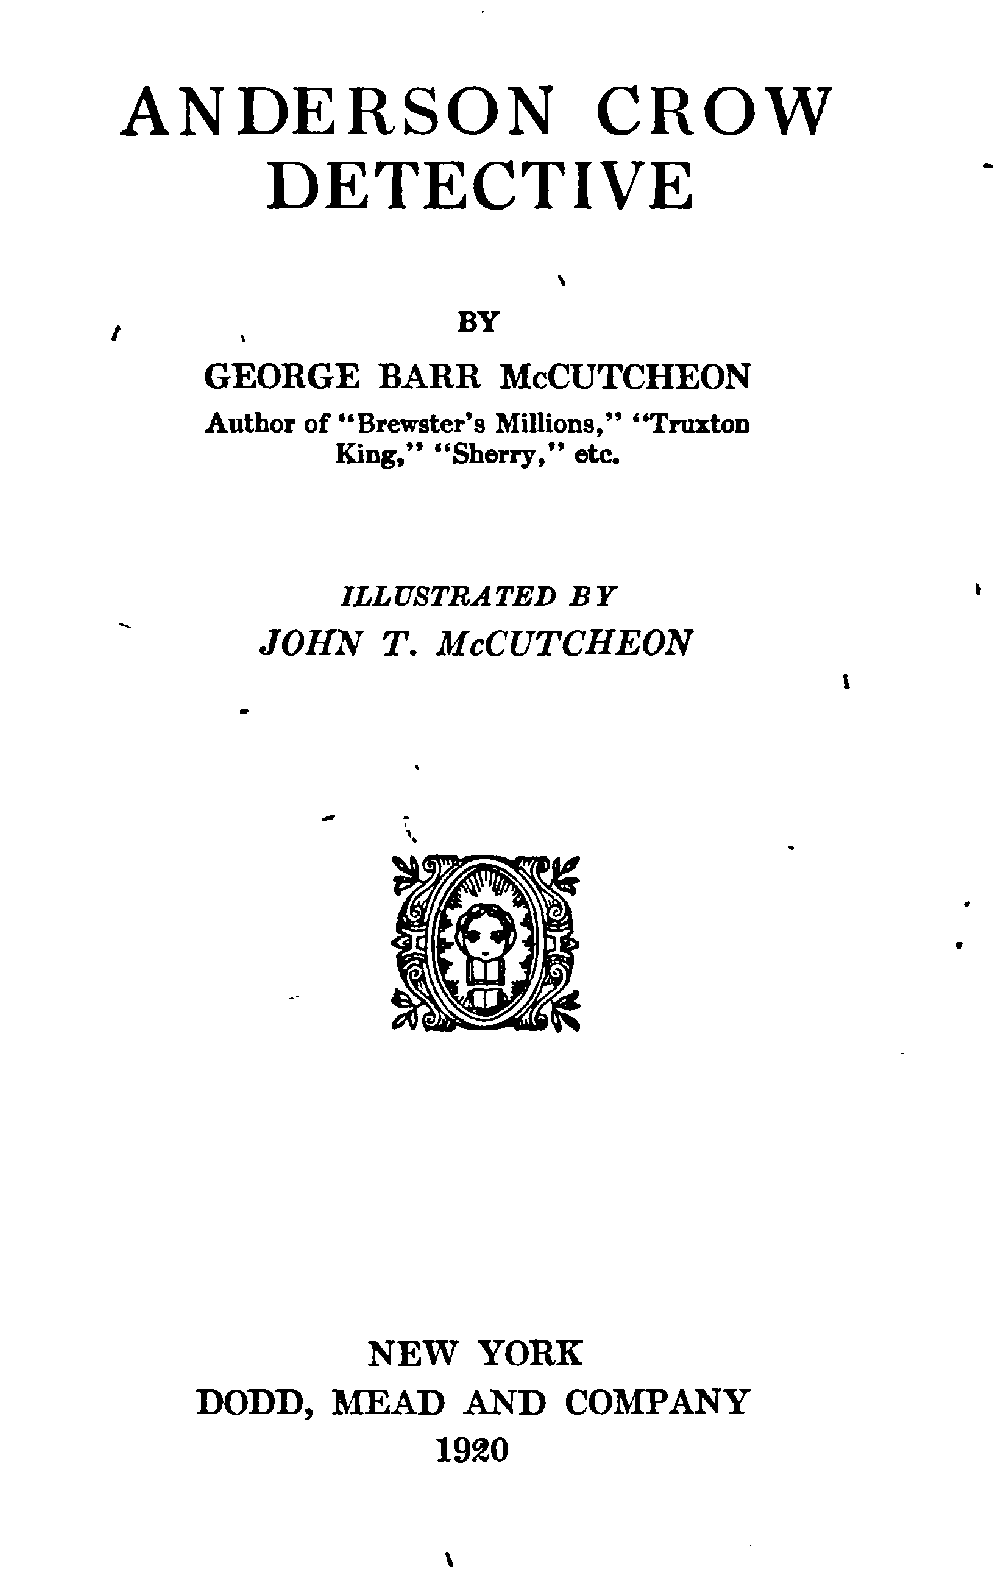 ANDERSON CROW
DETECTIVE
BY
GEORGE BARR McCUTCHEON
Author of "Brewster's Millions," "Truxton
King," "Sherry," etc.
ILLUSTRATED BY
JOHN T. McCUTCHEON
NEW YORK
DODD, MEAD AND COMPANY
1920